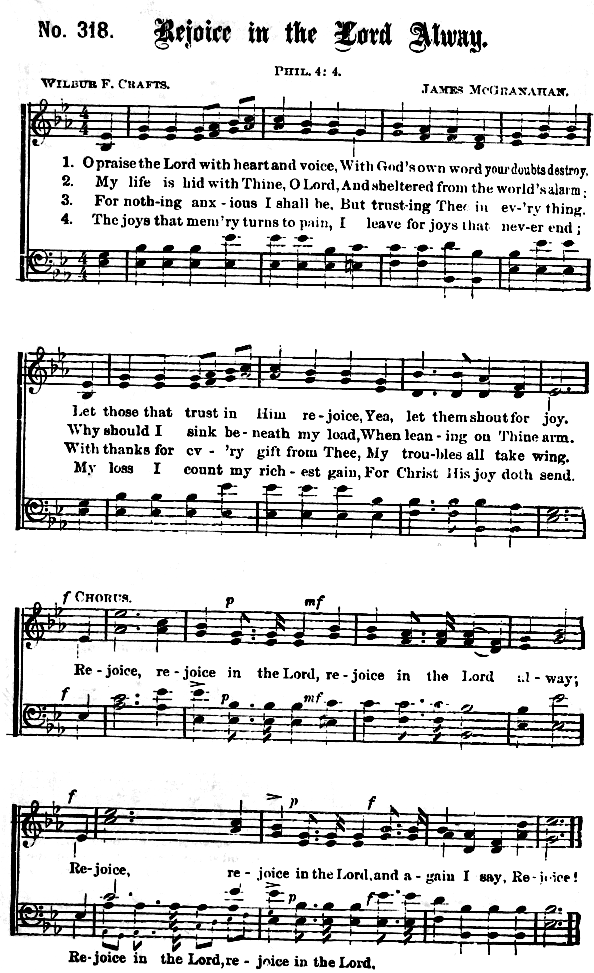 No. 318. Rejoice in the Lord Alway.
PHIL. 4: 4.
WILBUR F. CRAFTS. JAMES MCGRANAHAN.
1. O praise the Lord with heart and voice, With God's own word your doubts destroy.
2. My life is hid with Thine, O Lord, And sheltered from the world's alarm;
3. For noth-ing anx-ious I shall be, But trust-ing Thee in ev-'ry thing.
4. The joys that mem'ry turns to pain, I leave for joys that nev-er end;
Let those that trust in Him re-joice, Yea, let them shout for joy.
Why should I sink be-neath my load, When lean-ing on Thine arm.
With thanks for ev-'ry gift from Thee, My trou-bles all take wing.
My loss I count my rich-est gain, For Christ His joy doth send.
f CHORUS. p mf
Re-joice, re-joice in the Lord, re-joice in the Lord al-way;
f p mf
f p f
Re-joice, re-joice in the Lord, and a-gain I say, Re-joice!
p f
Re-joice in the Lord, re-joice in the Lord,